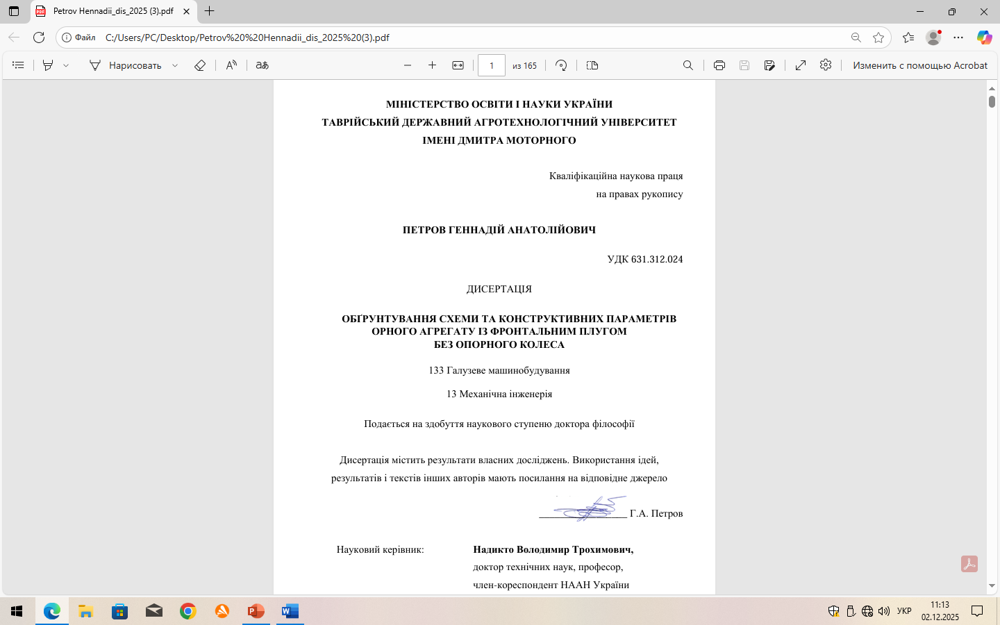 Petrov Hennadii_dis_2025 (3).pdf
Файл
C:/Users/PC/Desktop/Petrov%20%20Hennadii_dis_2025%20(3).pdf
Нарисовать
1
из 165
Изменить с помощью Acrobat
МІНІСТЕРСТВО ОСВІТИ І НАУКИ УКРАЇНИ
ТАВРІЙСЬКИЙ ДЕРЖАВНИЙ АГРОТЕХНОЛОГІЧНИЙ УНІВЕРСИТЕТ
ІМЕНІ ДМИТРА МОТОРНОГО
Кваліфікаційна наукова праця
на правах рукопису
ПЕТРОВ ГЕННАДІЙ АНАТОЛІЙОВИЧ
УДК 631.312.024
ДИСЕРТАЦІЯ
ОБҐРУНТУВАННЯ СХЕМИ ТА КОНСТРУКТИВНИХ ПАРАМЕТРІВ
ОРНОГО АГРЕГАТУ ІЗ ФРОНТАЛЬНИМ ПЛУГОМ
БЕЗ ОПОРНОГО КОЛЕСА
133 Галузеве машинобудування
13 Механічна інженерія
Подається на здобуття наукового ступеню доктора філософії
Дисертація містить результати власних досліджень. Використання ідей,
результатів і текстів інших авторів мають посилання на відповідне джерело
Г.А. Петров
Науковий керівник:
Надикто Володимир Трохимович,
доктор технічних наук, професор,
член-кореспондент НААН України
УКР
11:13
02.12.2025